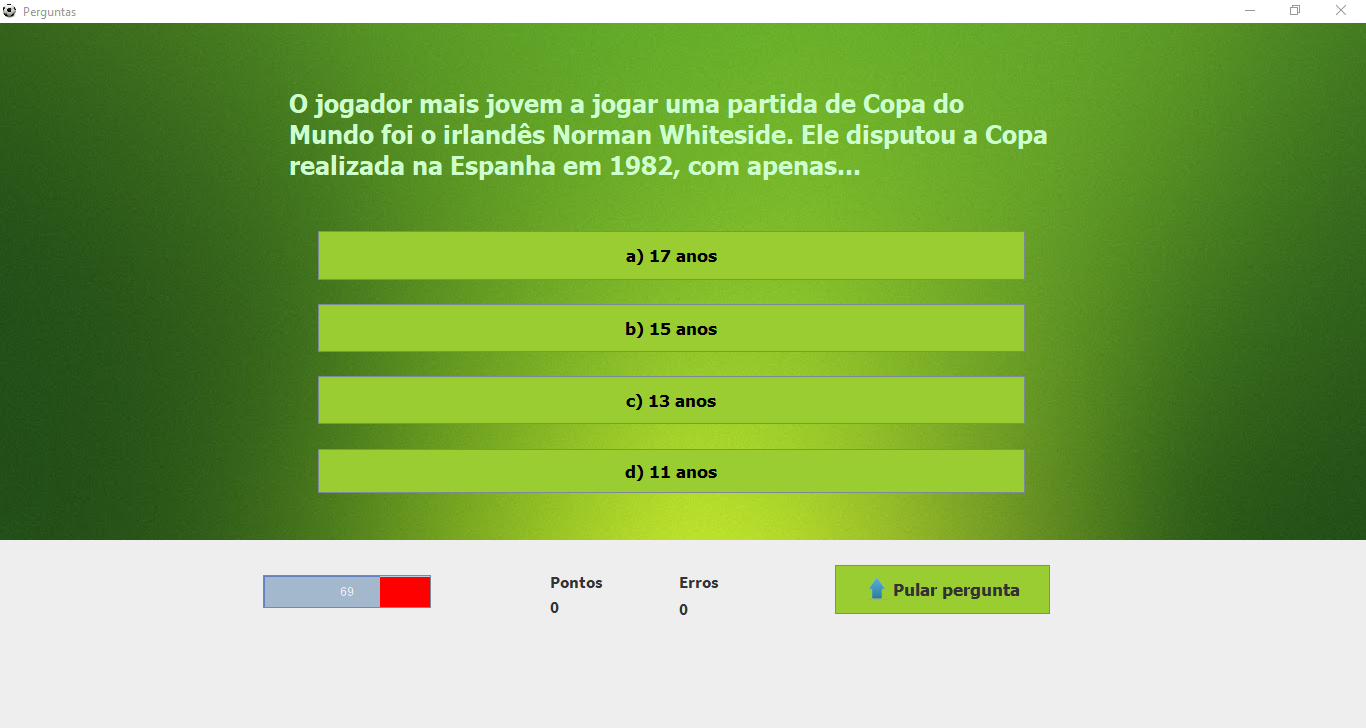 Perguntas
O jogador mais jovem a jogar uma partida de Copa do
Mundo foi o irlandês Norman Whiteside. Ele disputou a Copa
realizada na Espanha em 1982, com apenas...
a) 17 anos
b) 15 anos
c) 13 anos
d) 11 anos
69
Pontos
0
Erros
0
Pular pergunta